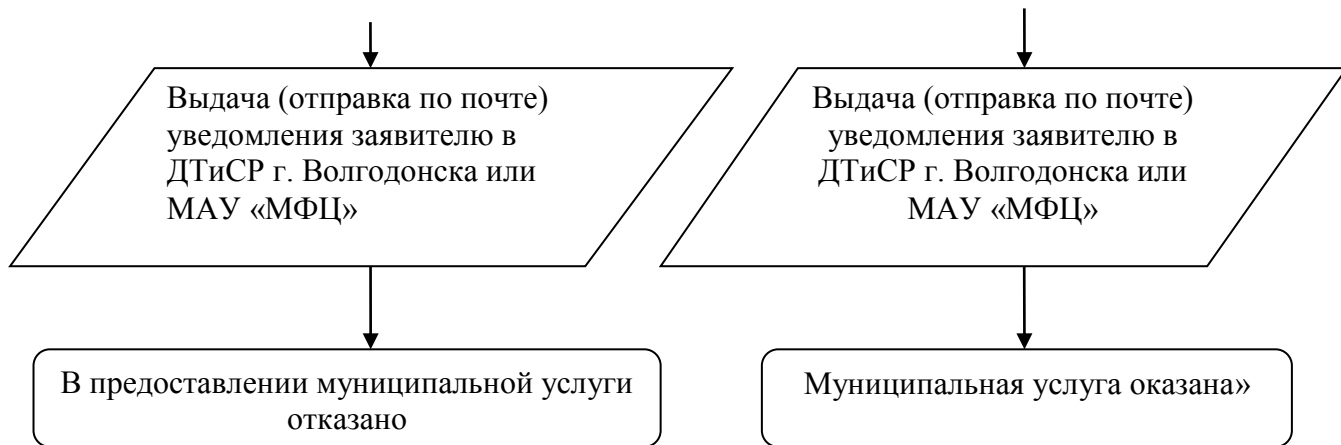 Выдача (отправка по почте)
уведомления заявителю в
ДТиСР г. Волгодонска или
МАУ «МФЦ»
Выдача (отправка по почте)
уведомления заявителю в
ДТиСР г. Волгодонска или
МАУ «МФЦ»
В предоставлении муниципальной услуги
отказано
Муниципальная услуга оказана»